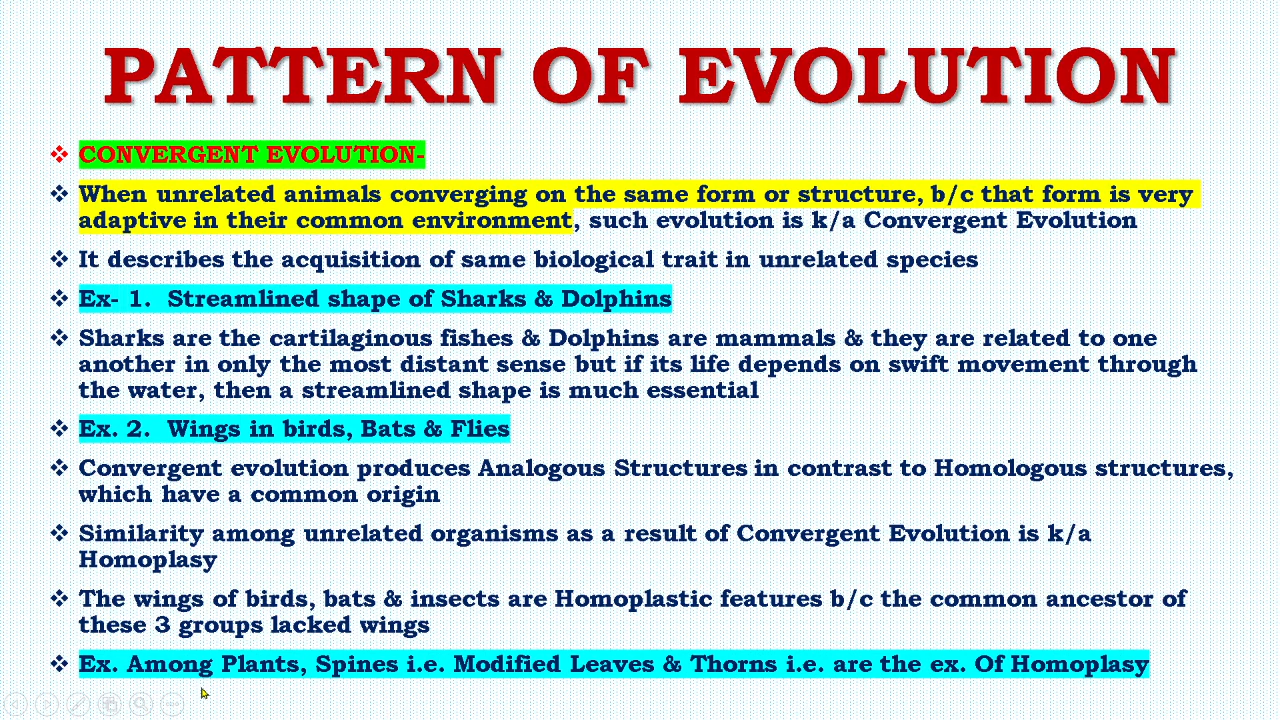 PATTERN OF EVOLUTION
❖ CONVERGENT EVOLUTION-
❖ When unrelated animals converging on the same form or structure, b/c that form is very
adaptive in their common environment, such evolution is k/a Convergent Evolution
❖ It describes the acquisition of same biological trait in unrelated species
❖ Ex- 1. Streamlined shape of Sharks & Dolphins
❖ Sharks are the cartilaginous fishes & Dolphins are mammals & they are related to one
another in only the most distant sense but if its life depends on swift movement through
the water, then a streamlined shape is much essential
❖ Ex. 2. Wings in birds, Bats & Flies
❖ Convergent evolution produces Analogous Structures in contrast to Homologous structures,
which have a common origin
❖ Similarity among unrelated organisms as a result of Convergent Evolution is k/a
Homoplasy
❖ The wings of birds, bats & insects are Homoplastic features b/c the common ancestor of
these 3 groups lacked wings
❖ Ex. Among Plants, Spines i.e. Modified Leaves & Thorns i.e. are the ex. Of Homoplasy